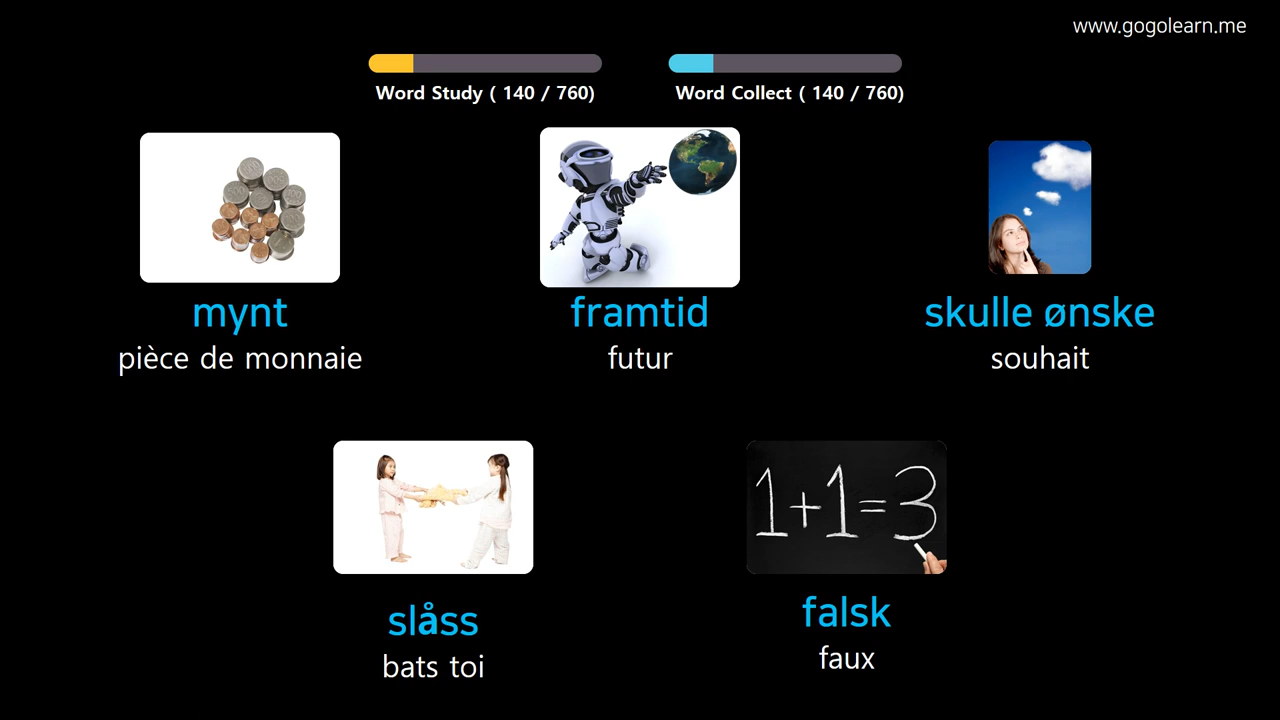 www.gogolearn.me
Word Study ( 140 / 760)
Word Collect ( 140 / 760)
mynt
pièce de monnaie
framtid
futur
skulle ønske
souhait
1+1=3
slåss
bats toi
falsk
faux